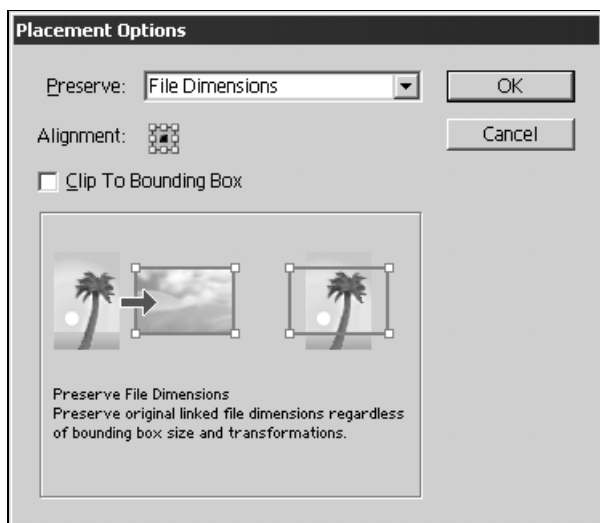 Placement Options
Preserve: File Dimensions
OK
Alignment:
Cancel
Clip To Bounding Box
Preserve File Dimensions
Preserve original linked file dimensions regardless
of bounding box size and transformations.